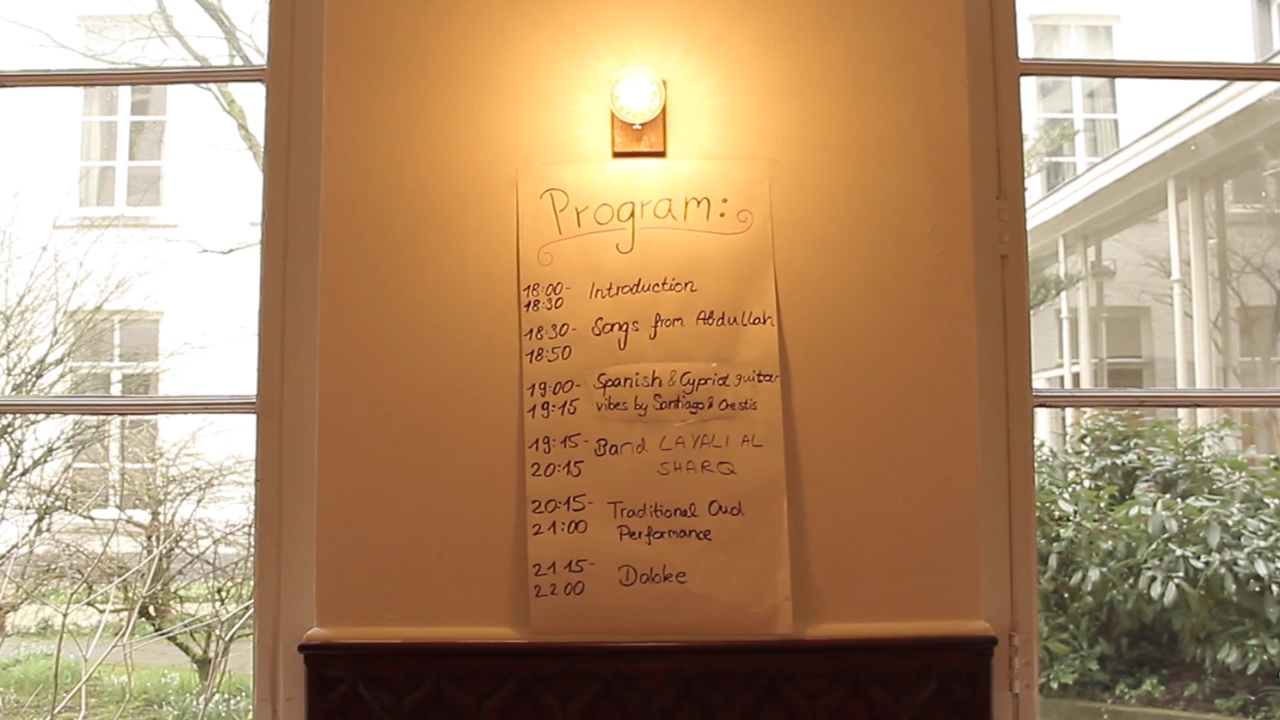 Program:
18:00- Introduction
18:30
18:30- Songs from Abdullah
18:50
19:00- Spanish & Cypriot guitar
19:15 vibes by Santiago & Orestis
19:15- Band LAYALI AL
20:15 SHARQ
20:15- Traditional Oud
21:00 Performance
21.15- Dabke
22 00